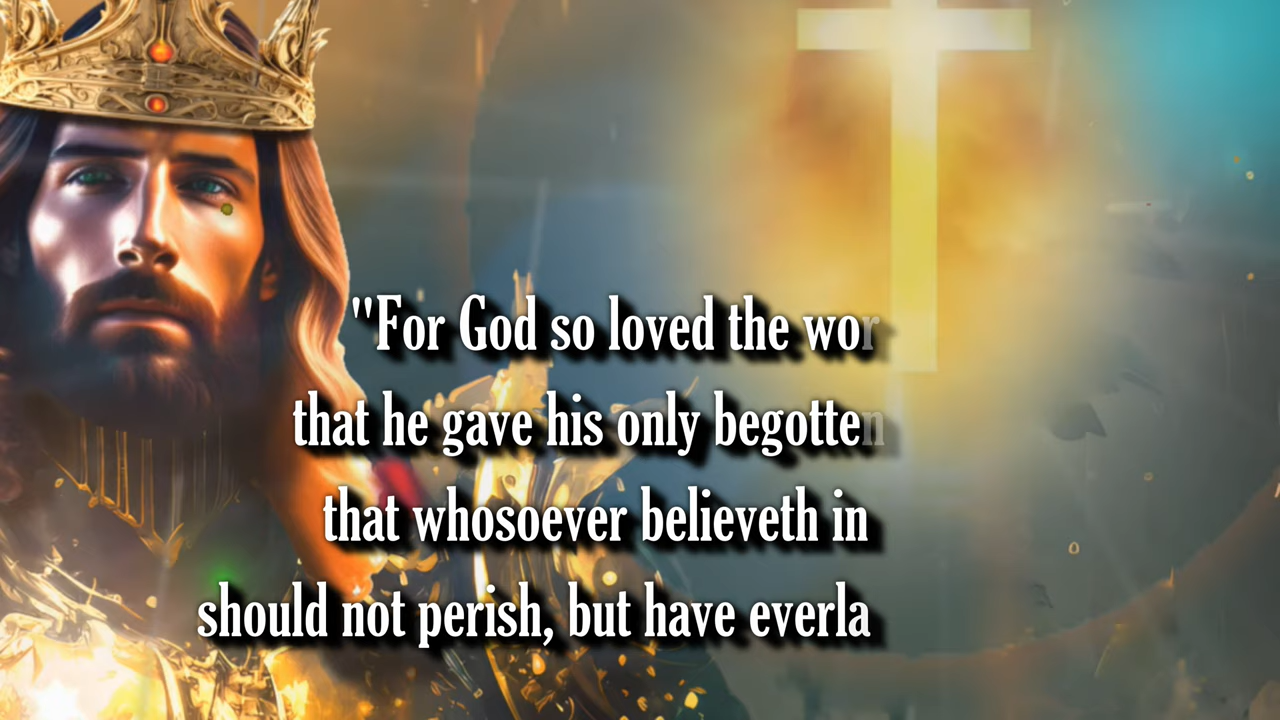 "For God so loved the wor
that he gave his only begotten
that whosoever believeth in
should not perish, but have everla